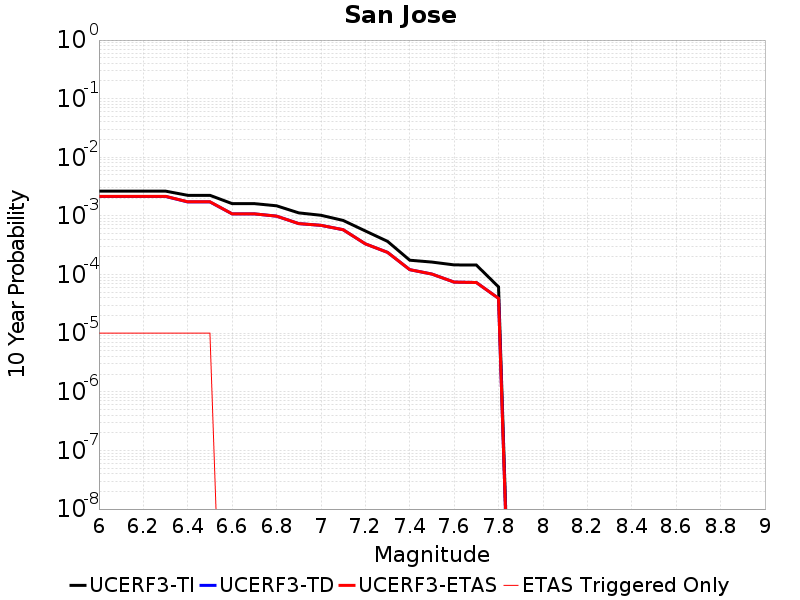 San Jose
10^0
10^-1
10^-2
10^-3
10^-4
10^-5
10^-6
10^-7
10^-8
10 Year Probability
6 6.2 6.4 6.6 6.8 7 7.2 7.4 7.6 7.8 8 8.2 8.4 8.6 8.8 9
Magnitude
UCERF3-TI UCERF3-TD UCERF3-ETAS ETAS Triggered Only